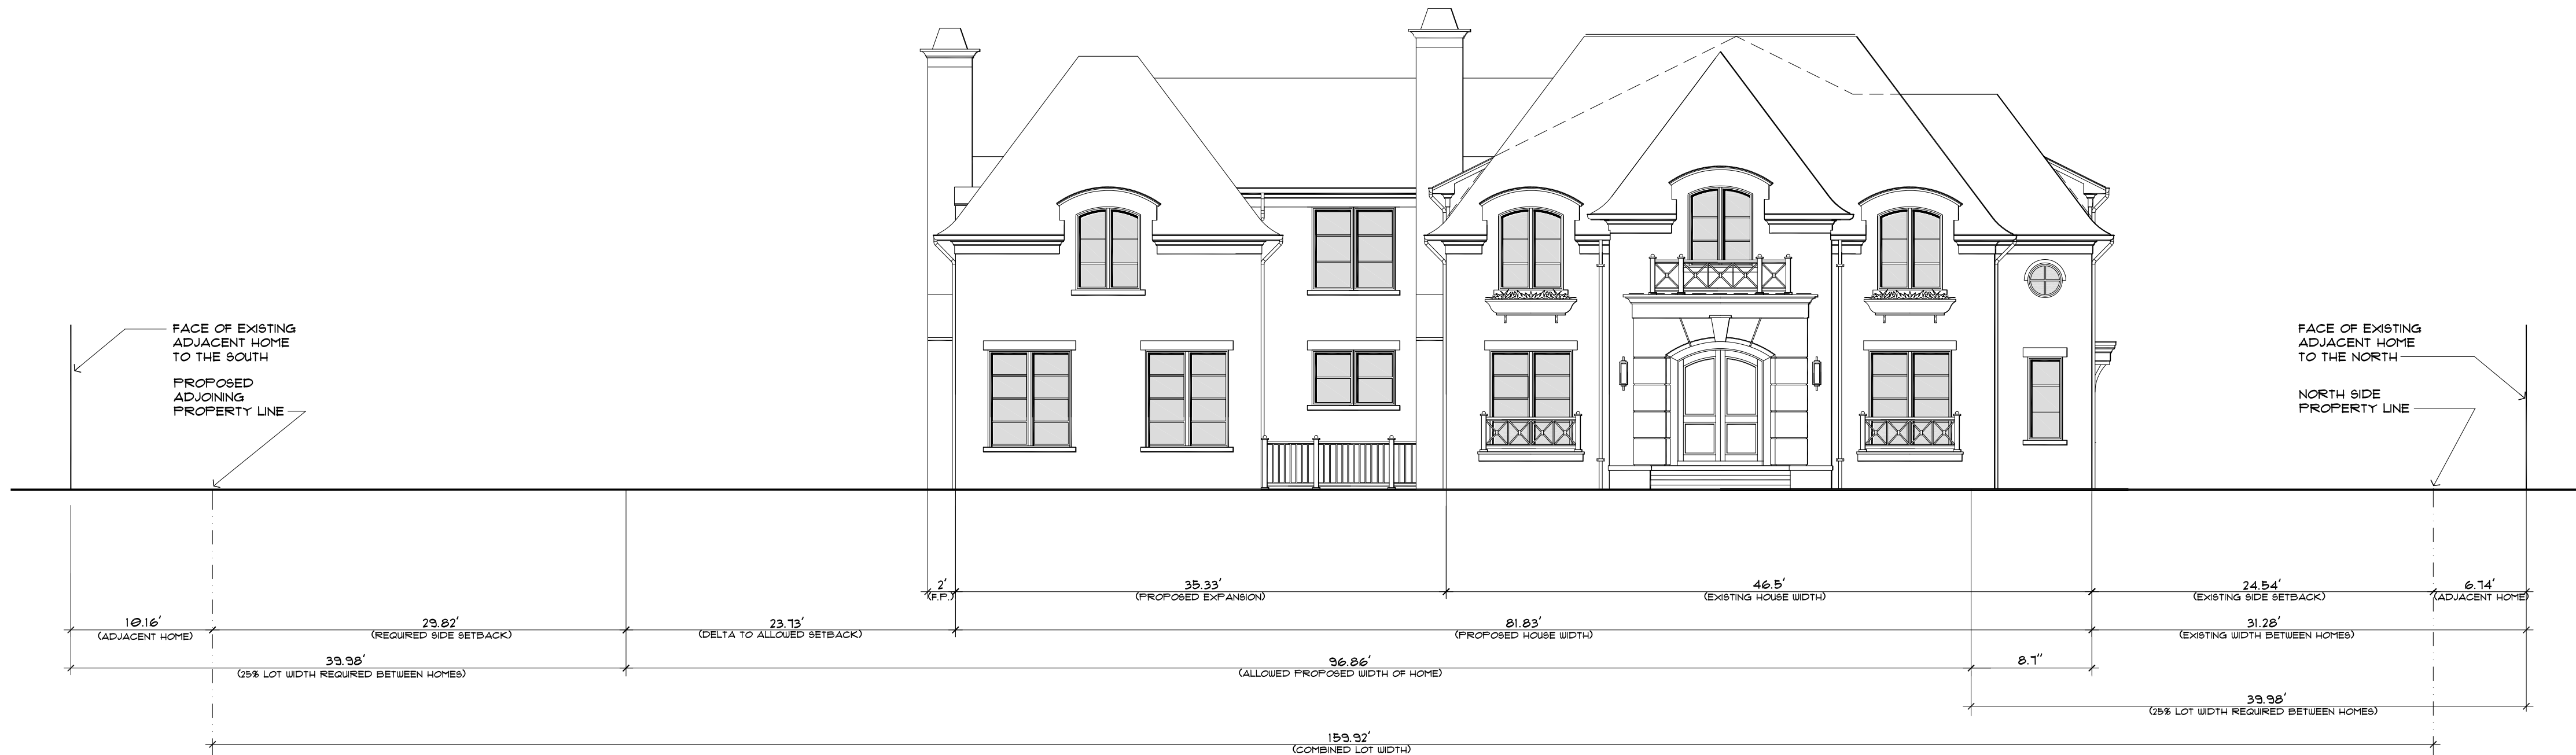 FACE OF EXISTING
ADJACENT HOME
TO THE SOUTH
PROPOSED
ADJOINING
PROPERTY LINE
FACE OF EXISTING
ADJACENT HOME
TO THE NORTH
NORTH SIDE
PROPERTY LINE
2'
(F.P.)
35.33'
(PROPOSED EXPANSION)
46.5'
(EXISTING HOUSE WIDTH)
24.54'
(EXISTING SIDE SETBACK)
6.74'
(ADJACENT HOME)
10.16'
(ADJACENT HOME)
29.82'
(REQUIRED SIDE SETBACK)
23.73'
(DELTA TO ALLOWED SETBACK)
81.83'
(PROPOSED HOUSE WIDTH)
31.28'
(EXISTING WIDTH BETWEEN HOMES)
39.98'
(25% LOT WIDTH REQUIRED BETWEEN HOMES)
96.86'
(ALLOWED PROPOSED WIDTH OF HOME)
8.7"
39.98'
(25% LOT WIDTH REQUIRED BETWEEN HOMES)
159.92'
(COMBINED LOT WIDTH)